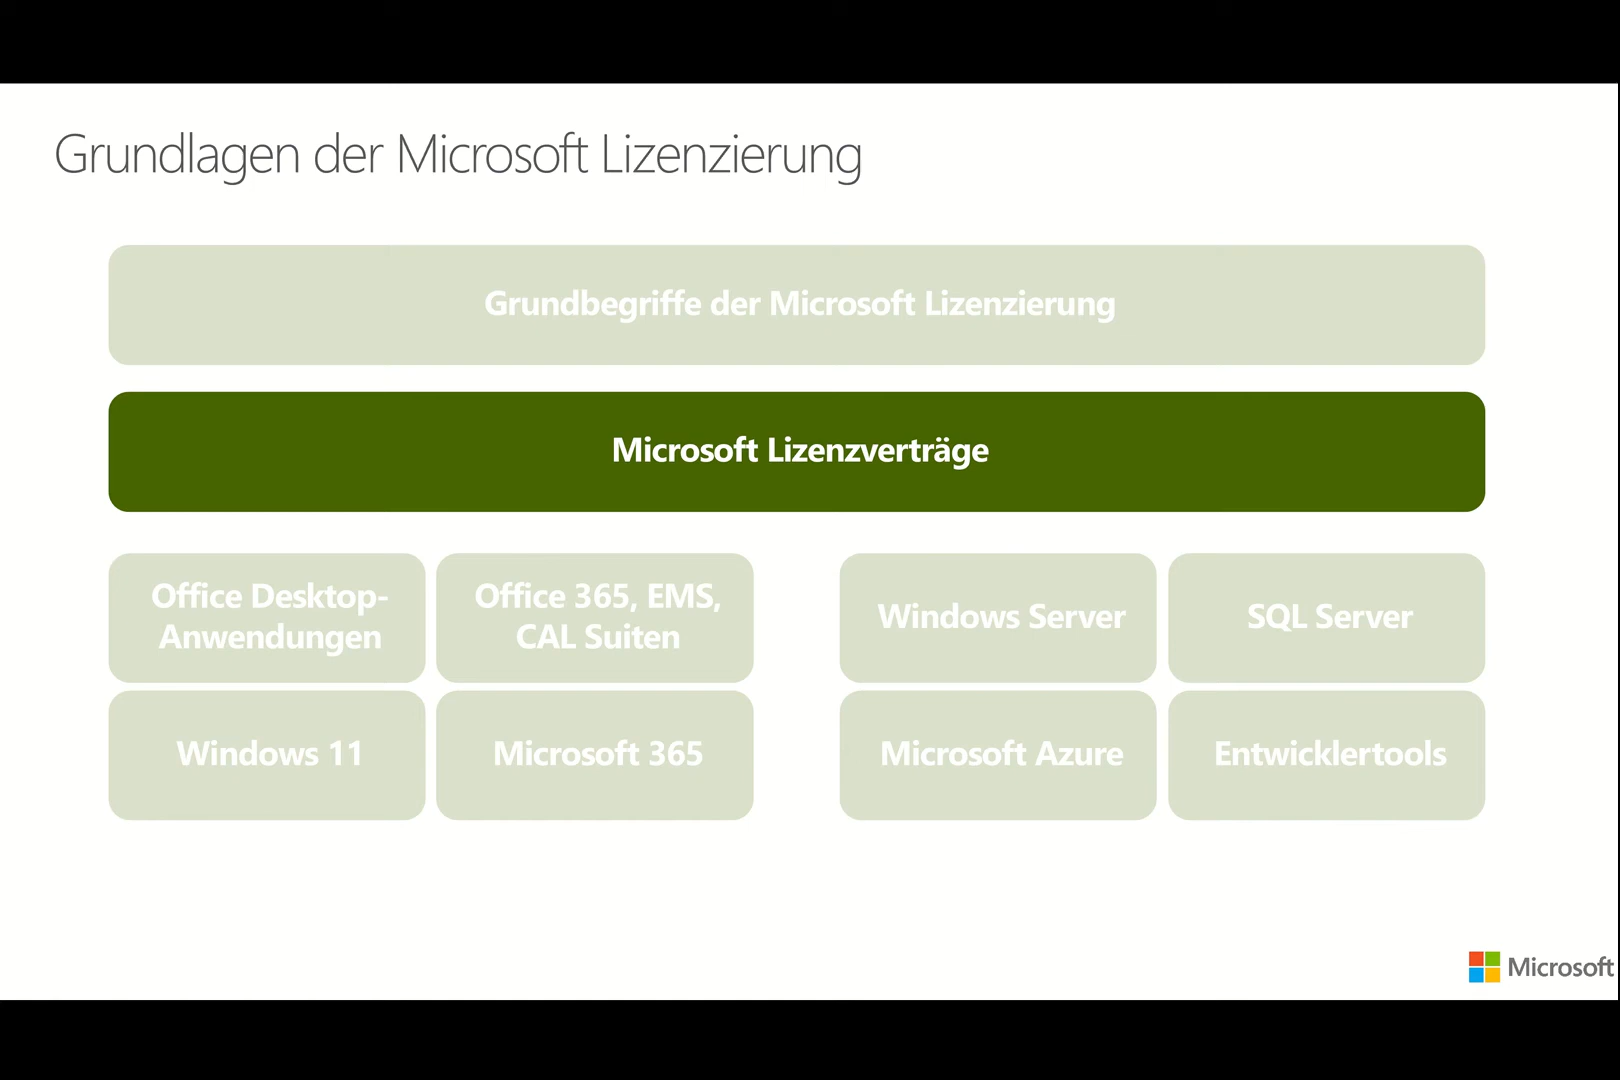 Grundlagen der Microsoft Lizenzierung
Grundbegriffe der Microsoft Lizenzierung
Microsoft Lizenzverträge
Office Desktop-
Anwendungen
Office 365, EMS,
CAL Suiten
Windows Server
SQL Server
Windows 11
Microsoft 365
Microsoft Azure
Entwicklertools
Microsoft